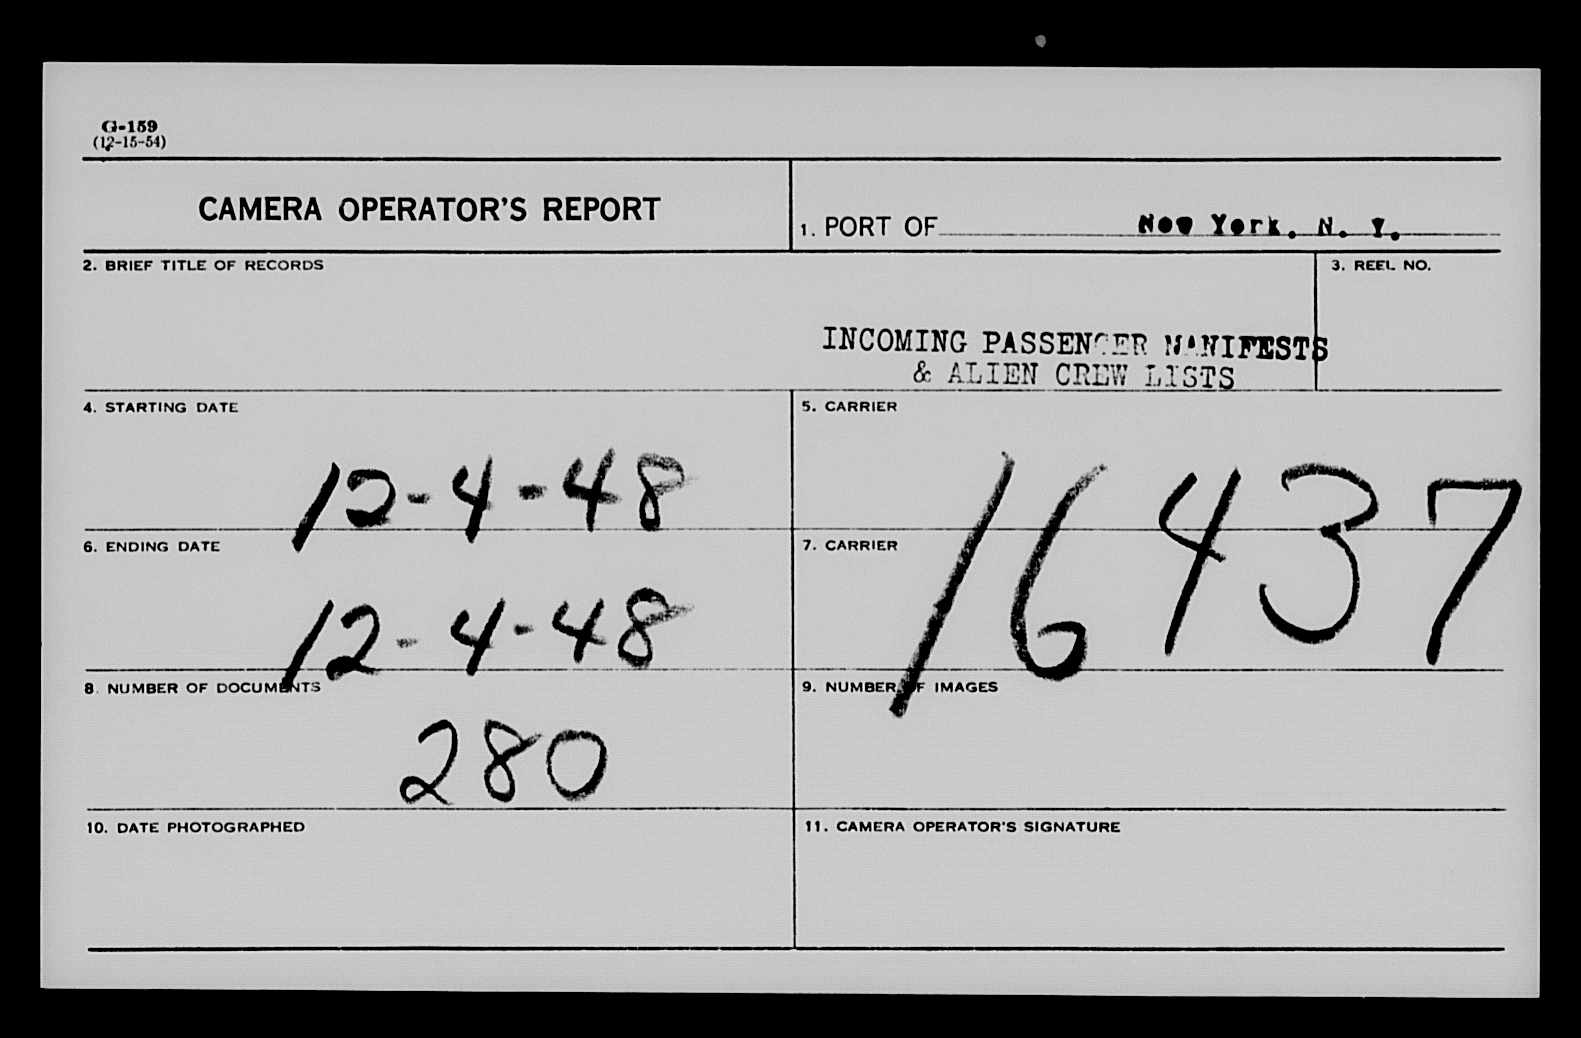 G-159
(12-15-54)
CAMERA OPERATOR'S REPORT
1. PORT OF New York, N. Y.
2. BRIEF TITLE OF RECORDS
3. REEL NO.
INCOMING PASSENGER MANIFESTS
& ALIEN CREW LISTS
4. STARTING DATE
12-4-48
5. CARRIER
16437
6. ENDING DATE
12-4-48
7. CARRIER
8. NUMBER OF DOCUMENTS
280
9. NUMBER OF IMAGES
10. DATE PHOTOGRAPHED
11. CAMERA OPERATOR'S SIGNATURE